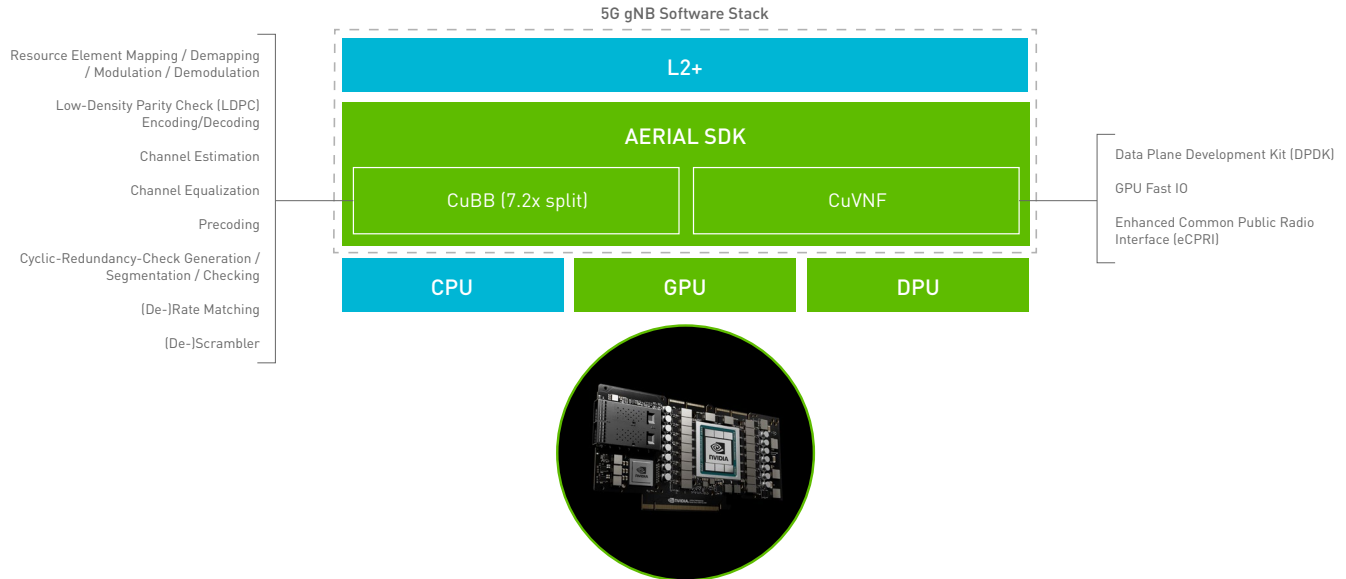 5G gNB Software Stack
Resource Element Mapping / Demapping
/ Modulation / Demodulation
Low-Density Parity Check (LDPC)
Encoding/Decoding
Channel Estimation
Channel Equalization
Precoding
Cyclic-Redundancy-Check Generation /
Segmentation / Checking
(De-)Rate Matching
(De-)Scrambler
L2+
AERIAL SDK
CuBB (7.2x split)
CuVNF
Data Plane Development Kit (DPDK)
GPU Fast IO
Enhanced Common Public Radio
Interface (eCPRI)
CPU
GPU
DPU
NVIDIA
NVIDIA
NVIDIA